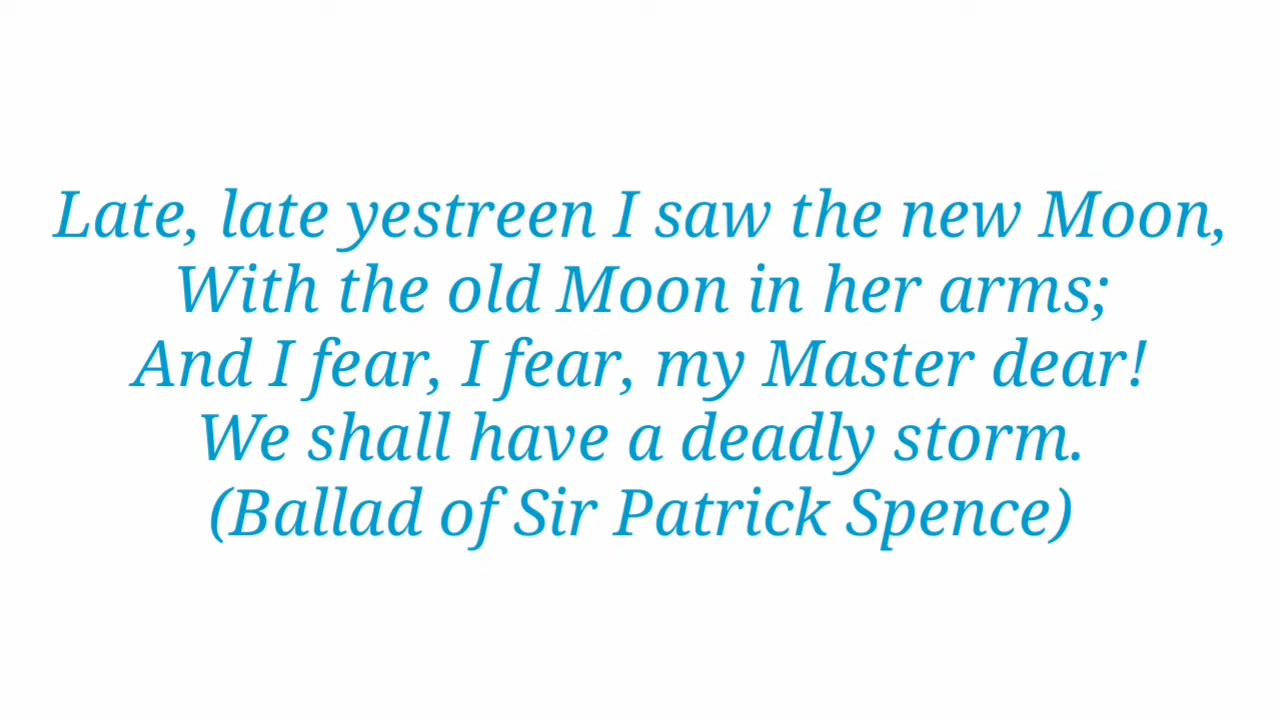 Late, late yestreen I saw the new Moon,
With the old Moon in her arms;
And I fear, I fear, my Master dear!
We shall have a deadly storm.
(Ballad of Sir Patrick Spence)